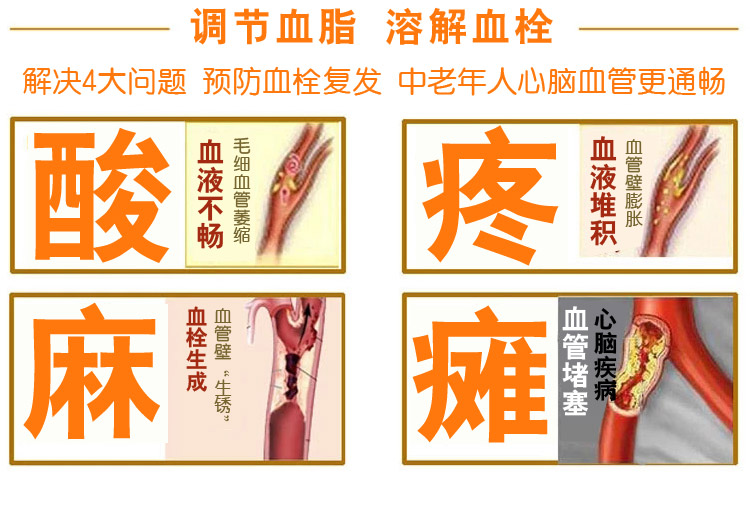 调节血脂 溶解血栓
解决4大问题 预防血栓复发 中老年人心脑血管更通畅
酸
血液不畅
毛细血管萎缩
疼
血液堆积
血管壁膨胀
麻
血栓生成
血管壁“生锈”
瘫
血管堵塞
心脑疾病